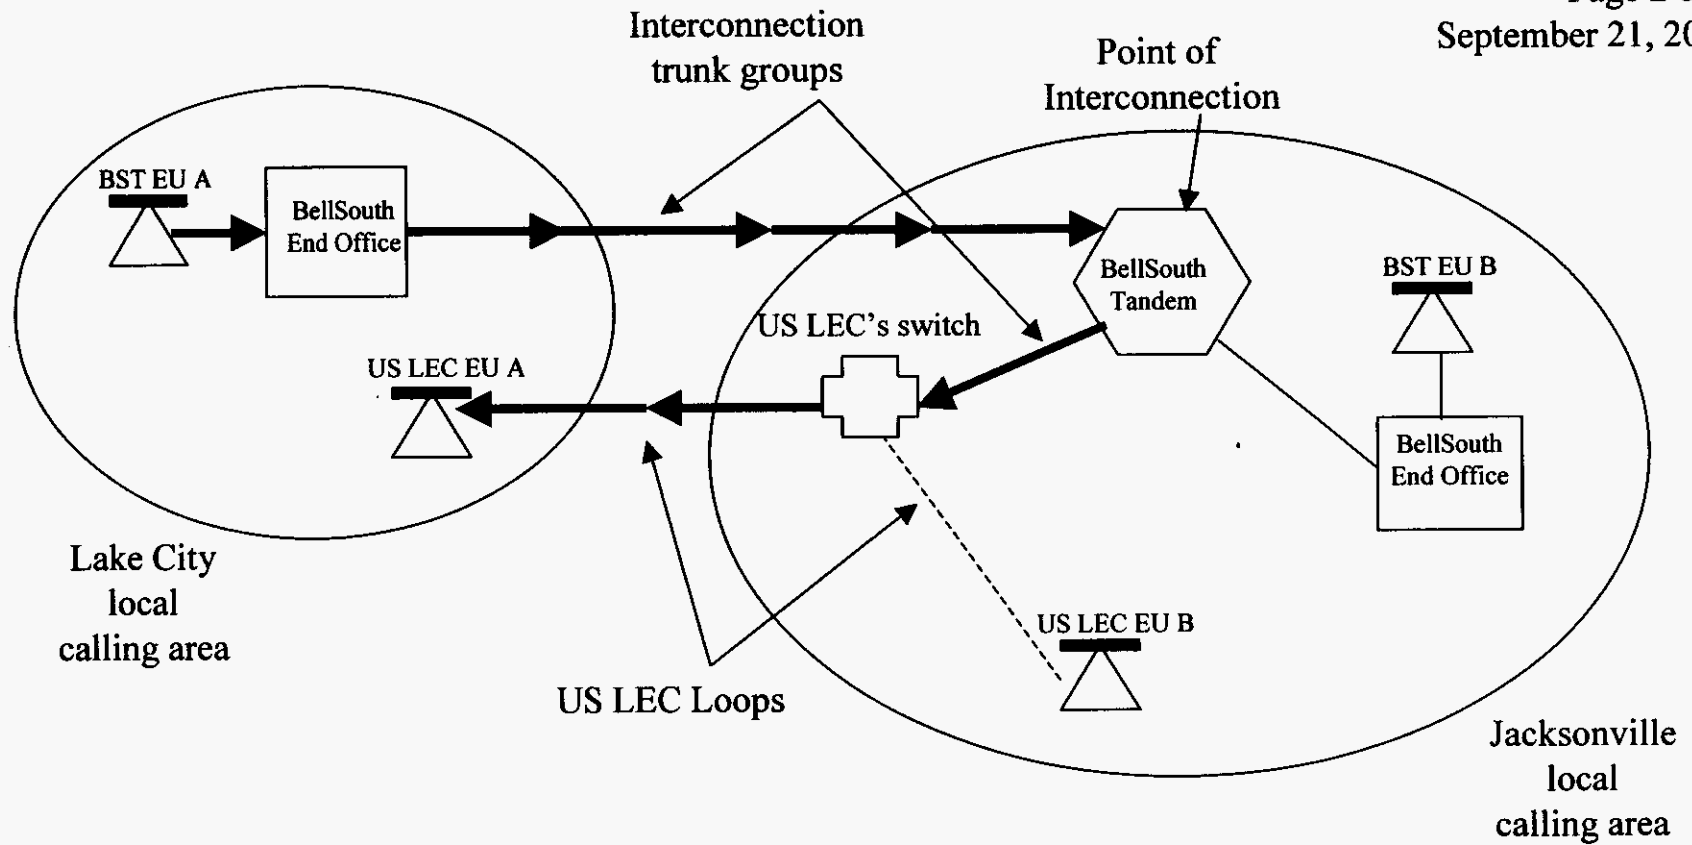 September 21, 20
Interconnection
trunk groups
Point of
Interconnection
BST EU A
BellSouth
End Office
BellSouth
Tandem
BST EU B
US LEC's switch
US LEC EU A
BellSouth
End Office
Lake City
local
calling area
US LEC EU B
US LEC Loops
Jacksonville
local
calling area